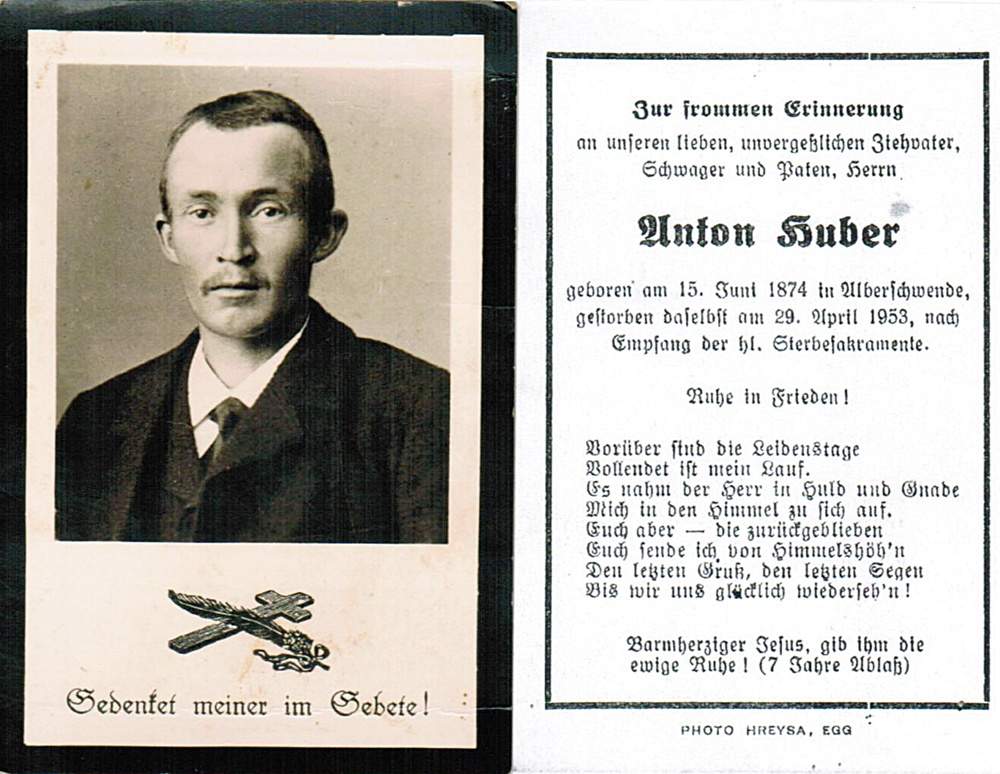 Gedenket meiner im Gebete!
Zur frommen Erinnerung
an unseren lieben, unvergeßlichen Ziehvater,
Schwager und Paten, Herrn
Anton Huber
geboren am 15. Juni 1874 in Alberschwende,
gestorben daselbst am 29. April 1953, nach
Empfang der hl. Sterbesakramente.
Ruhe in Frieden!
Vorüber sind die Leidenstage
Vollendet ist mein Lauf.
Es nahm der Herr in Huld und Gnade
Mich in den Himmel zu sich auf.
Euch aber — die zurückgeblieben
Euch sende ich von Himmelshöh'n
Den letzten Gruß, den letzten Segen
Bis wir uns glücklich wiederseh'n!
Barmherziger Jesus, gib ihm die
ewige Ruhe! (7 Jahre Ablaß)
PHOTO HREYSA, EGG